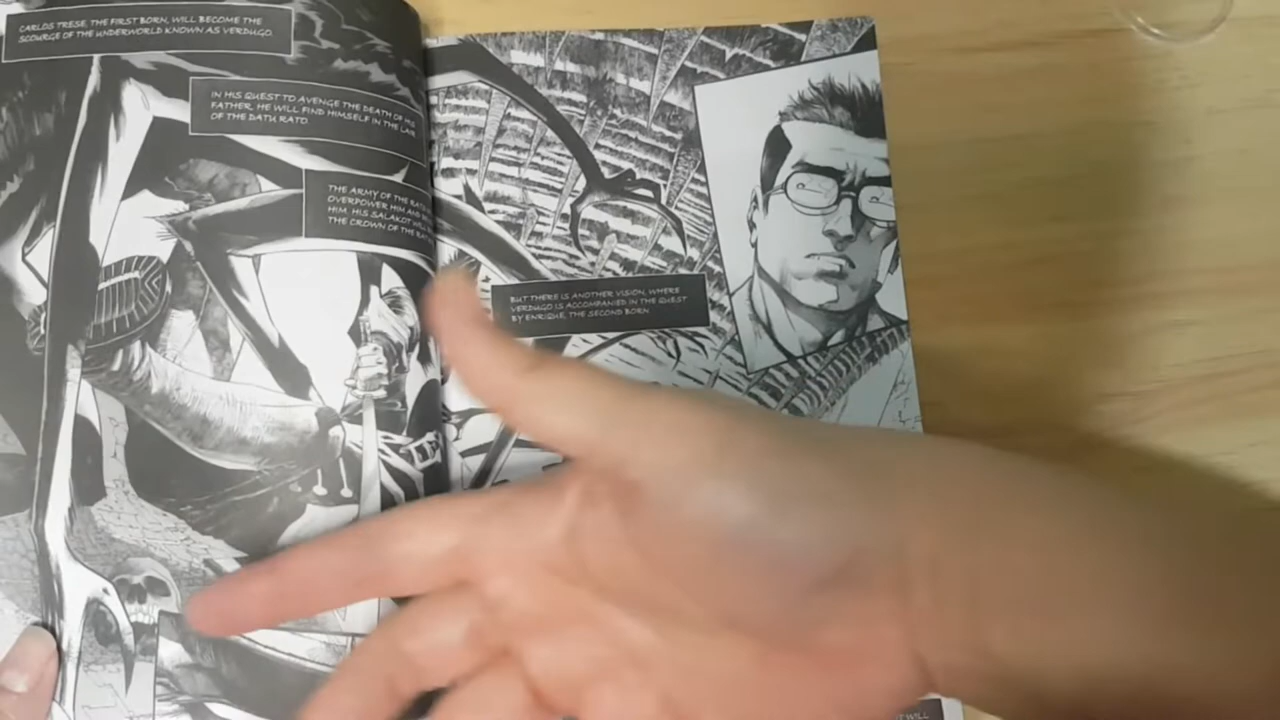 CARLOS TRESE, THE FIRST BORN, WILL BECOME THE
SCOURGE OF THE UNDERWORLD KNOWN AS VERDUGO.
IN HIS QUEST TO AVENGE THE DEATH OF HIS
FATHER, HE WILL FIND HIMSELF IN THE LAIR
OF THE DATU RATO.
THE ARMY OF THE
OVERPOWER HIM AND
HIM. HIS SALAKOT
THE CROWN OF THE
BUT THERE IS ANOTHER VISION, WHERE
VERDUGO IS ACCOMPANIED IN THE QUEST
BY ENRIQUE, THE SECOND BORN.
WILL